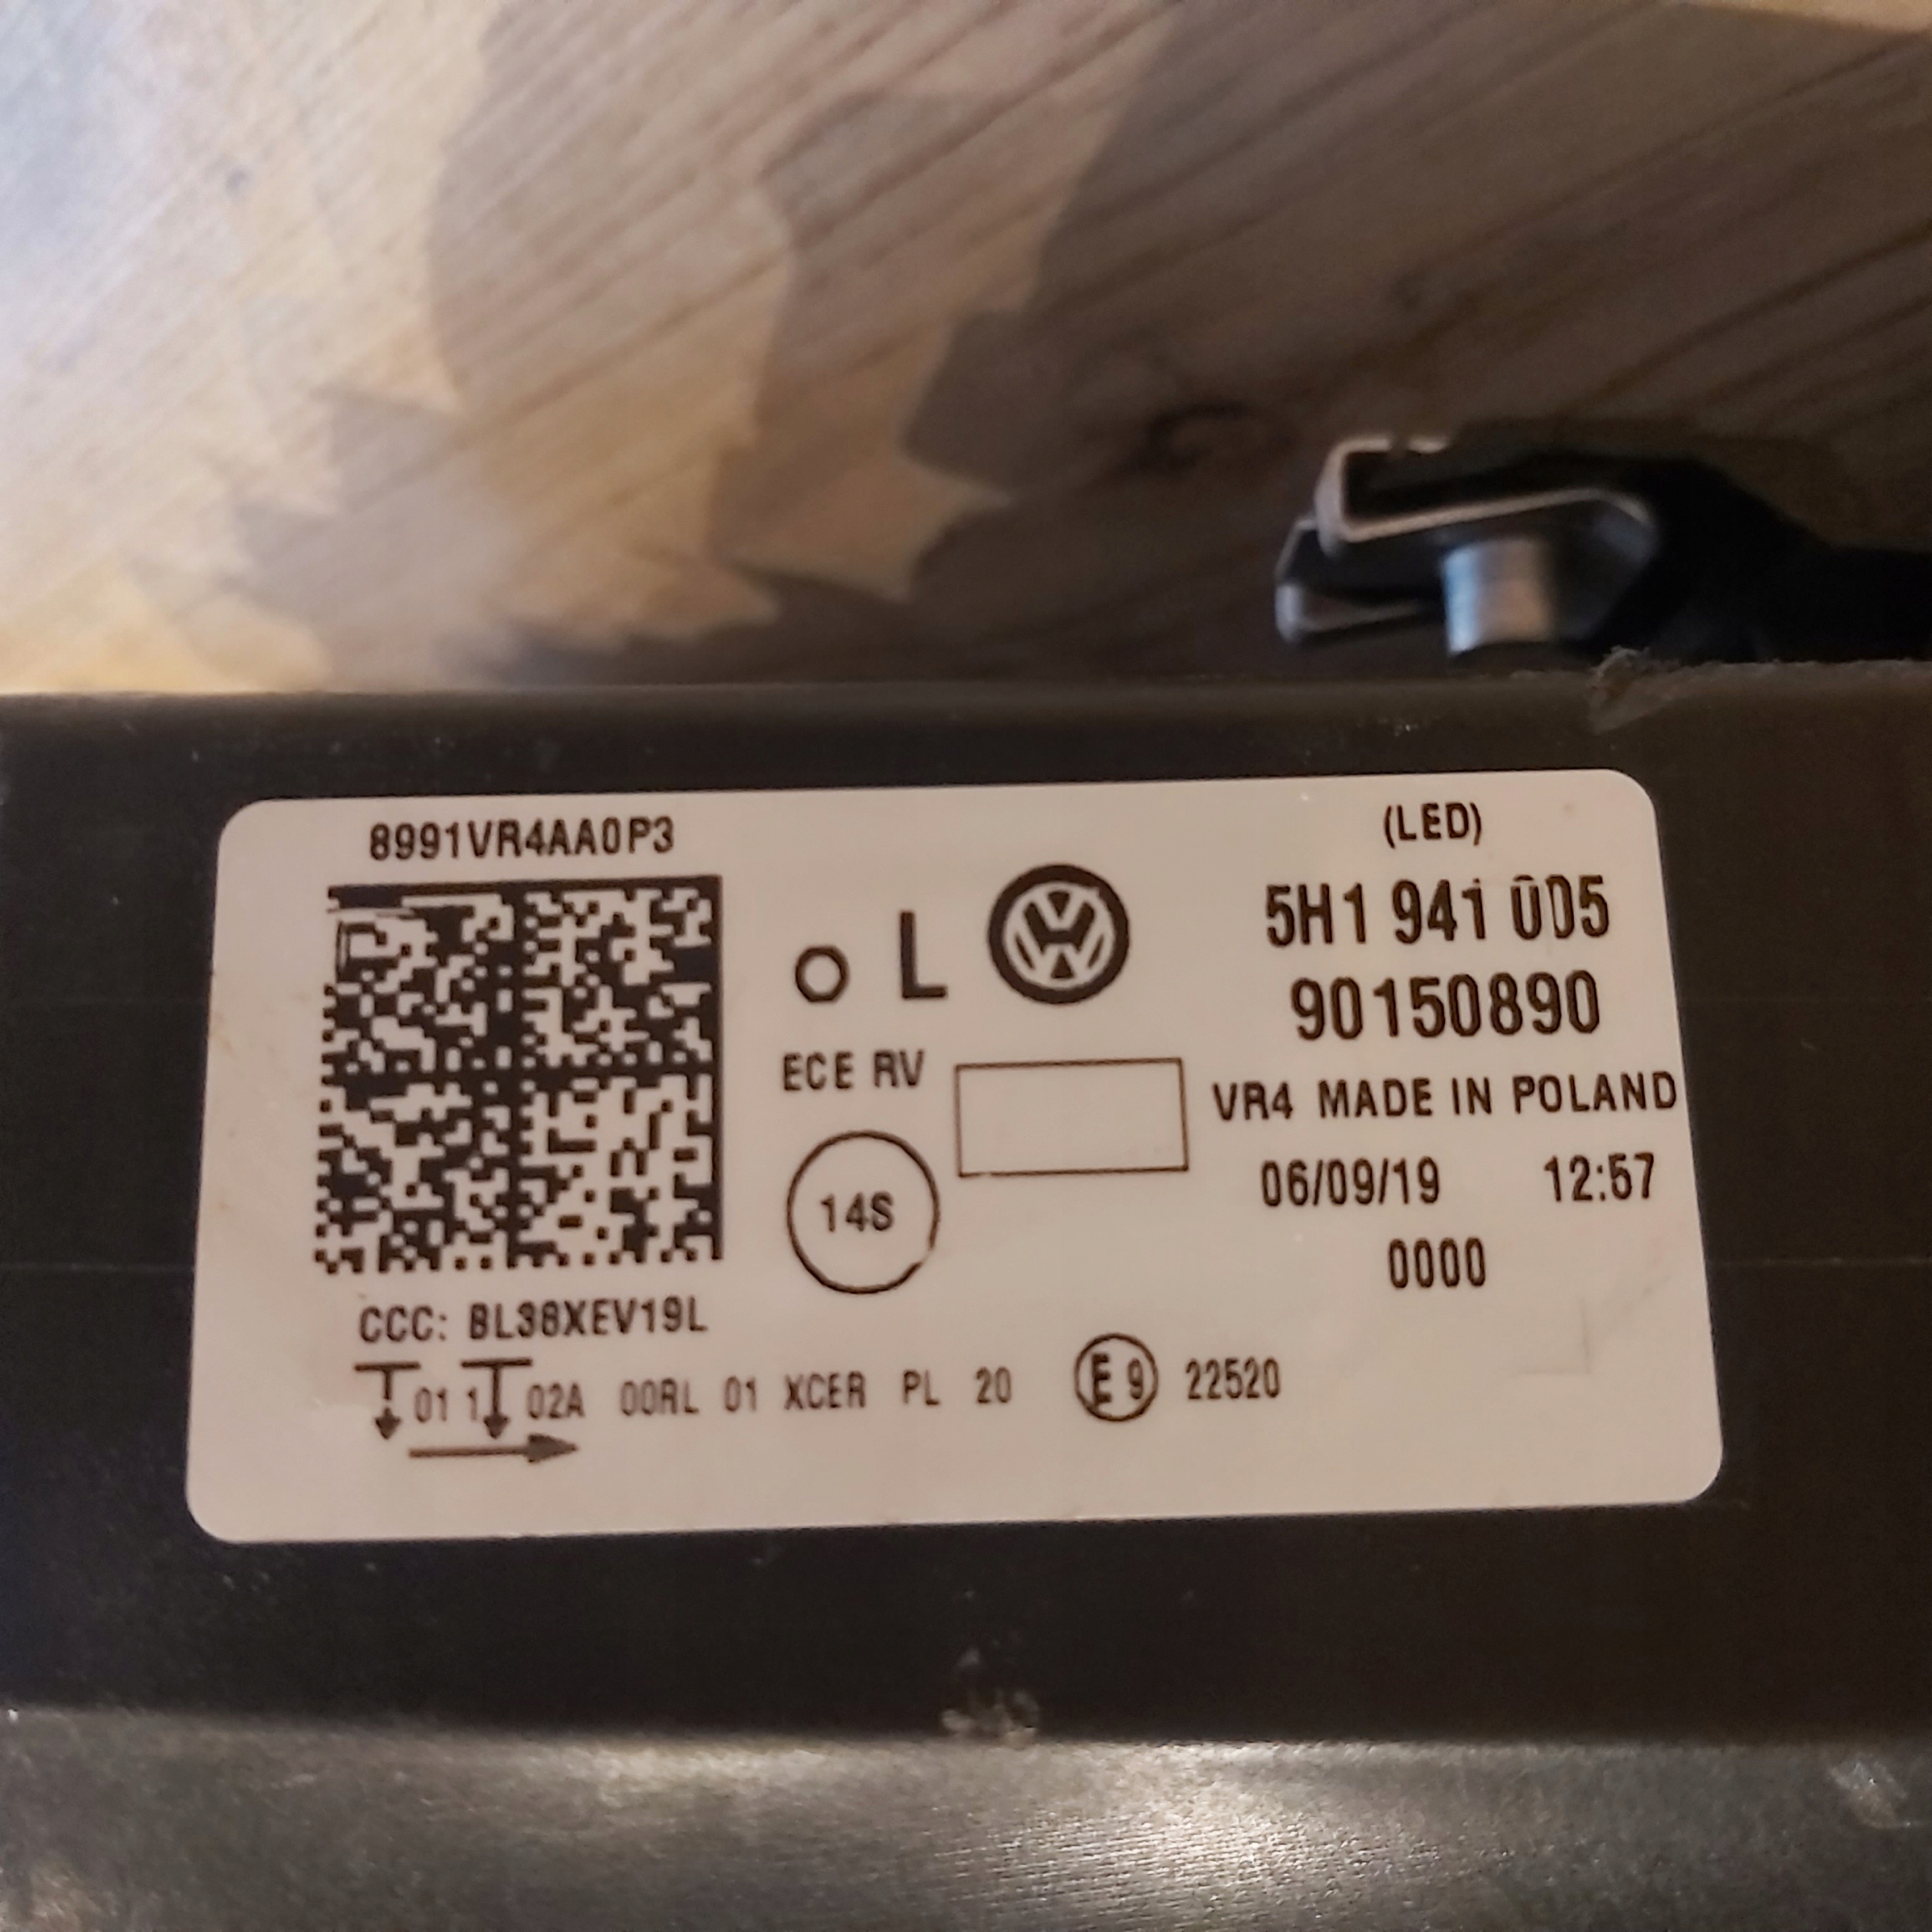 8991VR4AA0P3
(LED)
O L
5H1 941 005
90150890
ECE RV
VR4 MADE IN POLAND
14S
06/09/19 12:57
0000
CCC: BL38XEV19L
01 1 02A 00RL 01 XCER PL 20 E9 22520